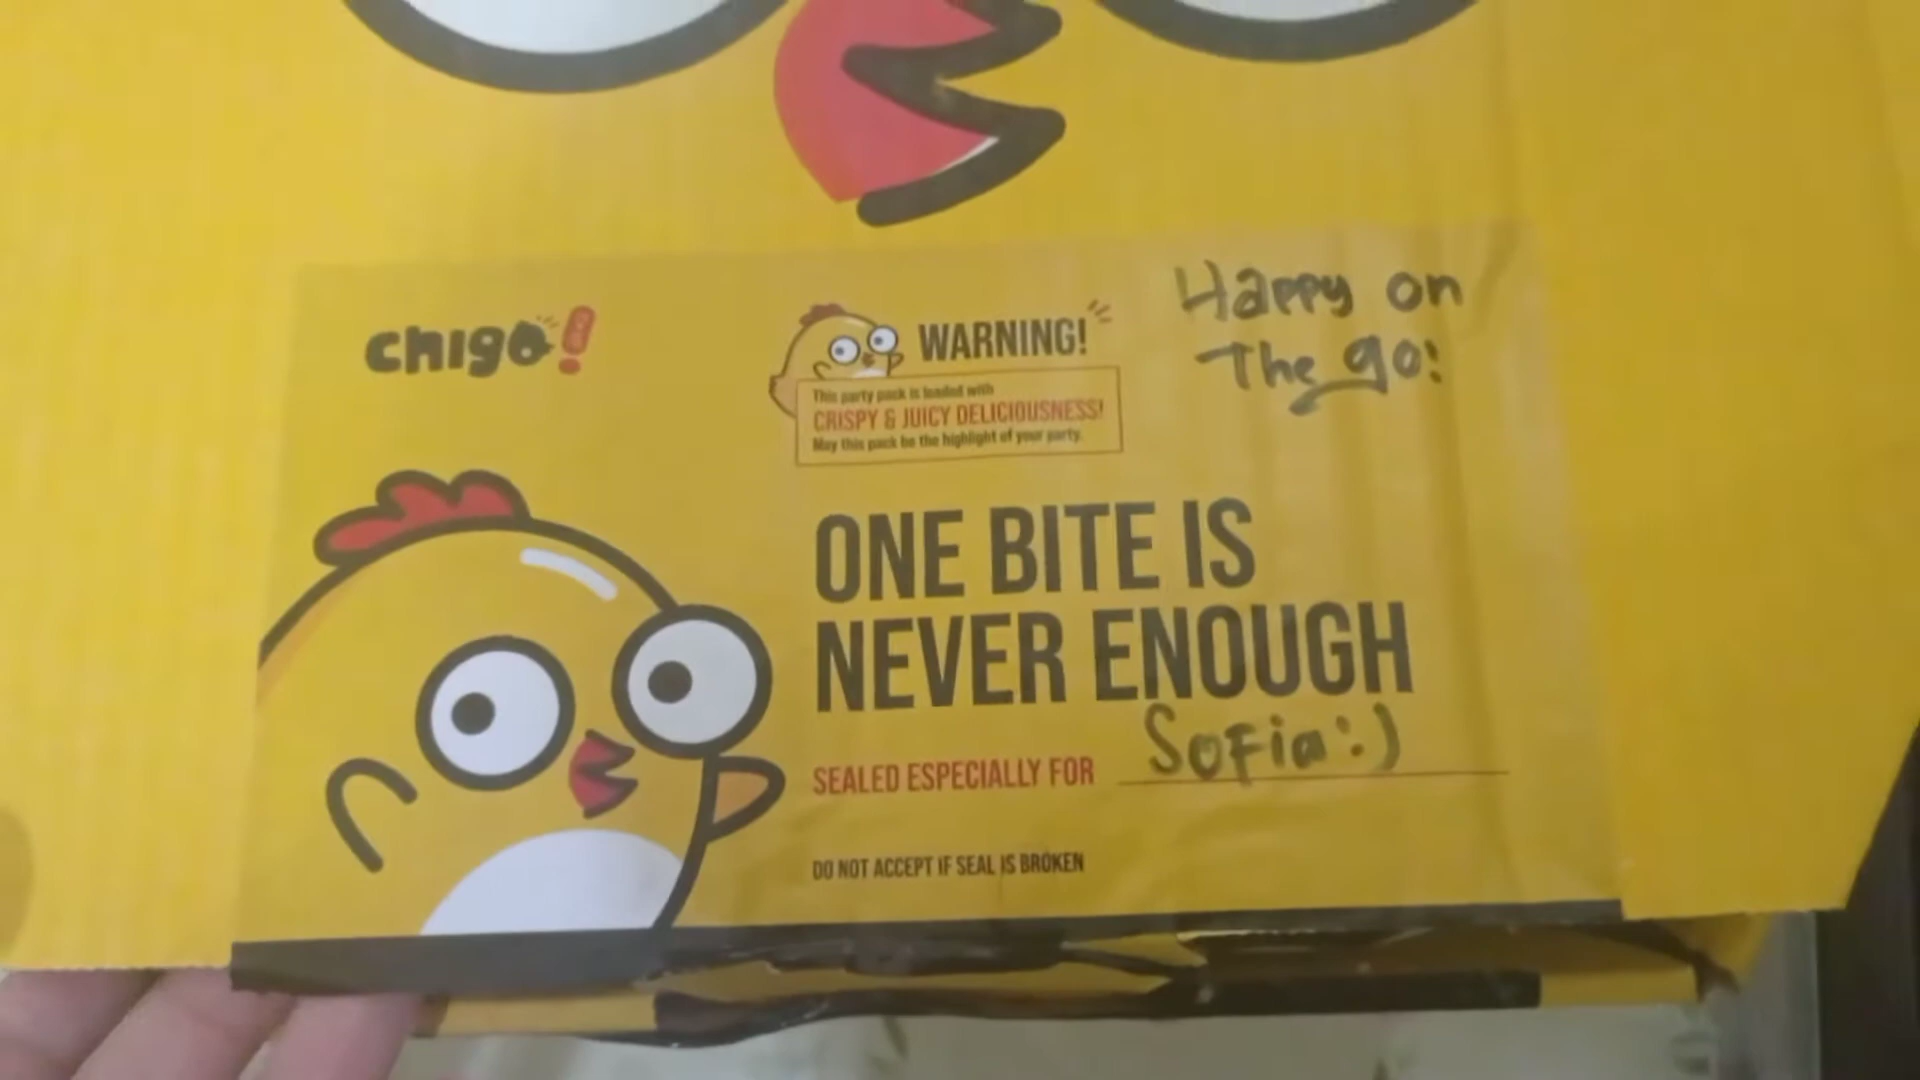 chigo!
WARNING!
This party pack is loaded with
CRISPY & JUICY DELICIOUSNESS!
May this pack be the highlight of your party.
Happy on
The go!
ONE BITE IS
NEVER ENOUGH
SEALED ESPECIALLY FOR Sofia :)
DO NOT ACCEPT IF SEAL IS BROKEN